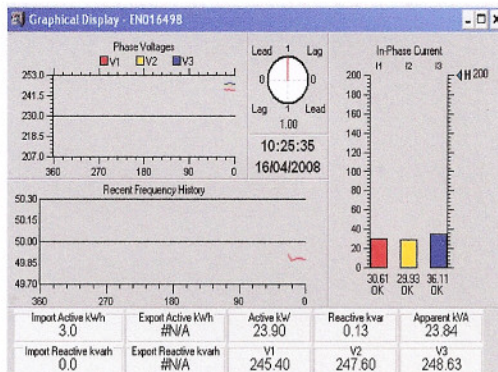 Graphical Display - EN016498
Phase Voltages
V1 V2 V3
253.0
241.5
230.0
218.5
207.0
360 270 180 90 0
Lead 1 Lag
0 0
Lag 1 Lead
1.00
10:25:35
16/04/2008
Recent Frequency History
50.30
50.15
50.00
49.85
49.70
360 270 180 90 0
In-Phase Current
I1 I2 I3
200 H 200
180
160
140
120
100
80
60
40
20
0
30.61 29.93 36.11
OK OK OK
Import Active kWh Export Active kWh Active kW Reactive kvar Apparent kVA
3.0 #N/A 23.90 0.13 23.84
Import Reactive kvarh Export Reactive kvarh V1 V2 V3
0.0 #N/A 245.40 247.60 248.63